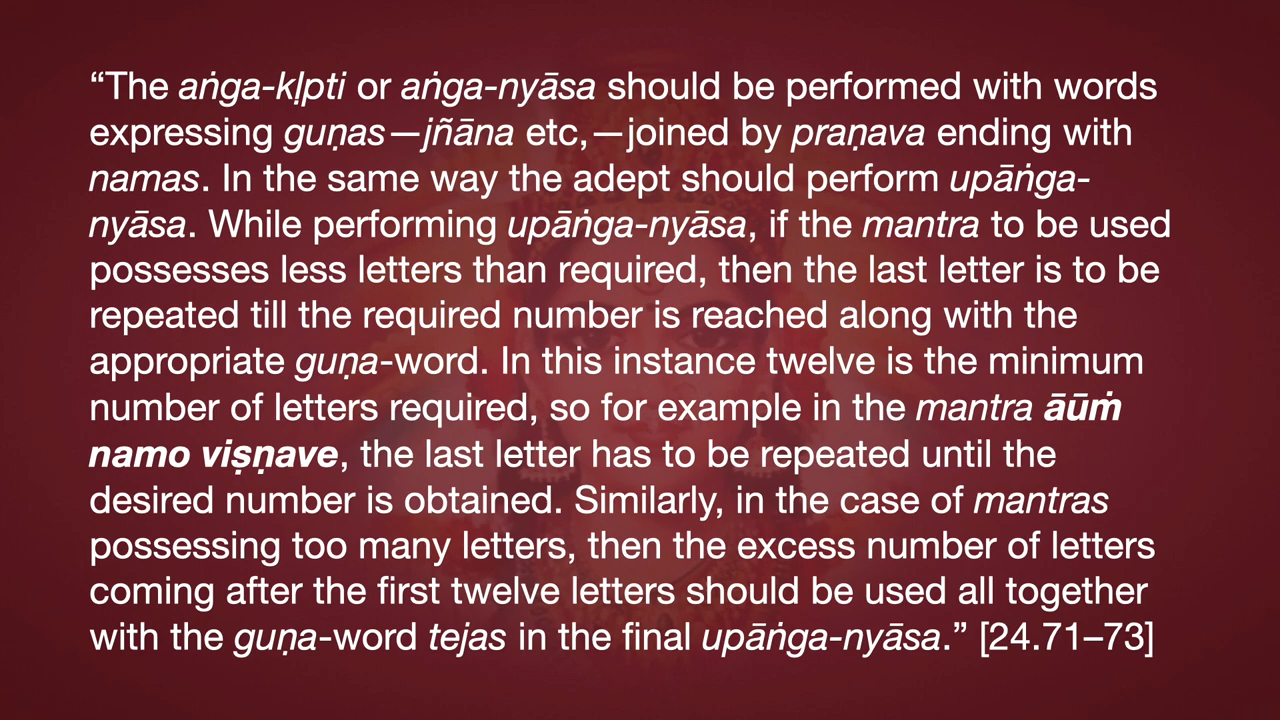 “The aṅga-kḷpti or aṅga-nyāsa should be performed with words
expressing guṇas—jñāna etc,—joined by praṇava ending with
namas. In the same way the adept should perform upāṅga-
nyāsa. While performing upāṅga-nyāsa, if the mantra to be used
possesses less letters than required, then the last letter is to be
repeated till the required number is reached along with the
appropriate guṇa-word. In this instance twelve is the minimum
number of letters required, so for example in the mantra āūṁ
namo viṣṇave, the last letter has to be repeated until the
desired number is obtained. Similarly, in the case of mantras
possessing too many letters, then the excess number of letters
coming after the first twelve letters should be used all together
with the guṇa-word tejas in the final upāṅga-nyāsa.” [24.71–73]